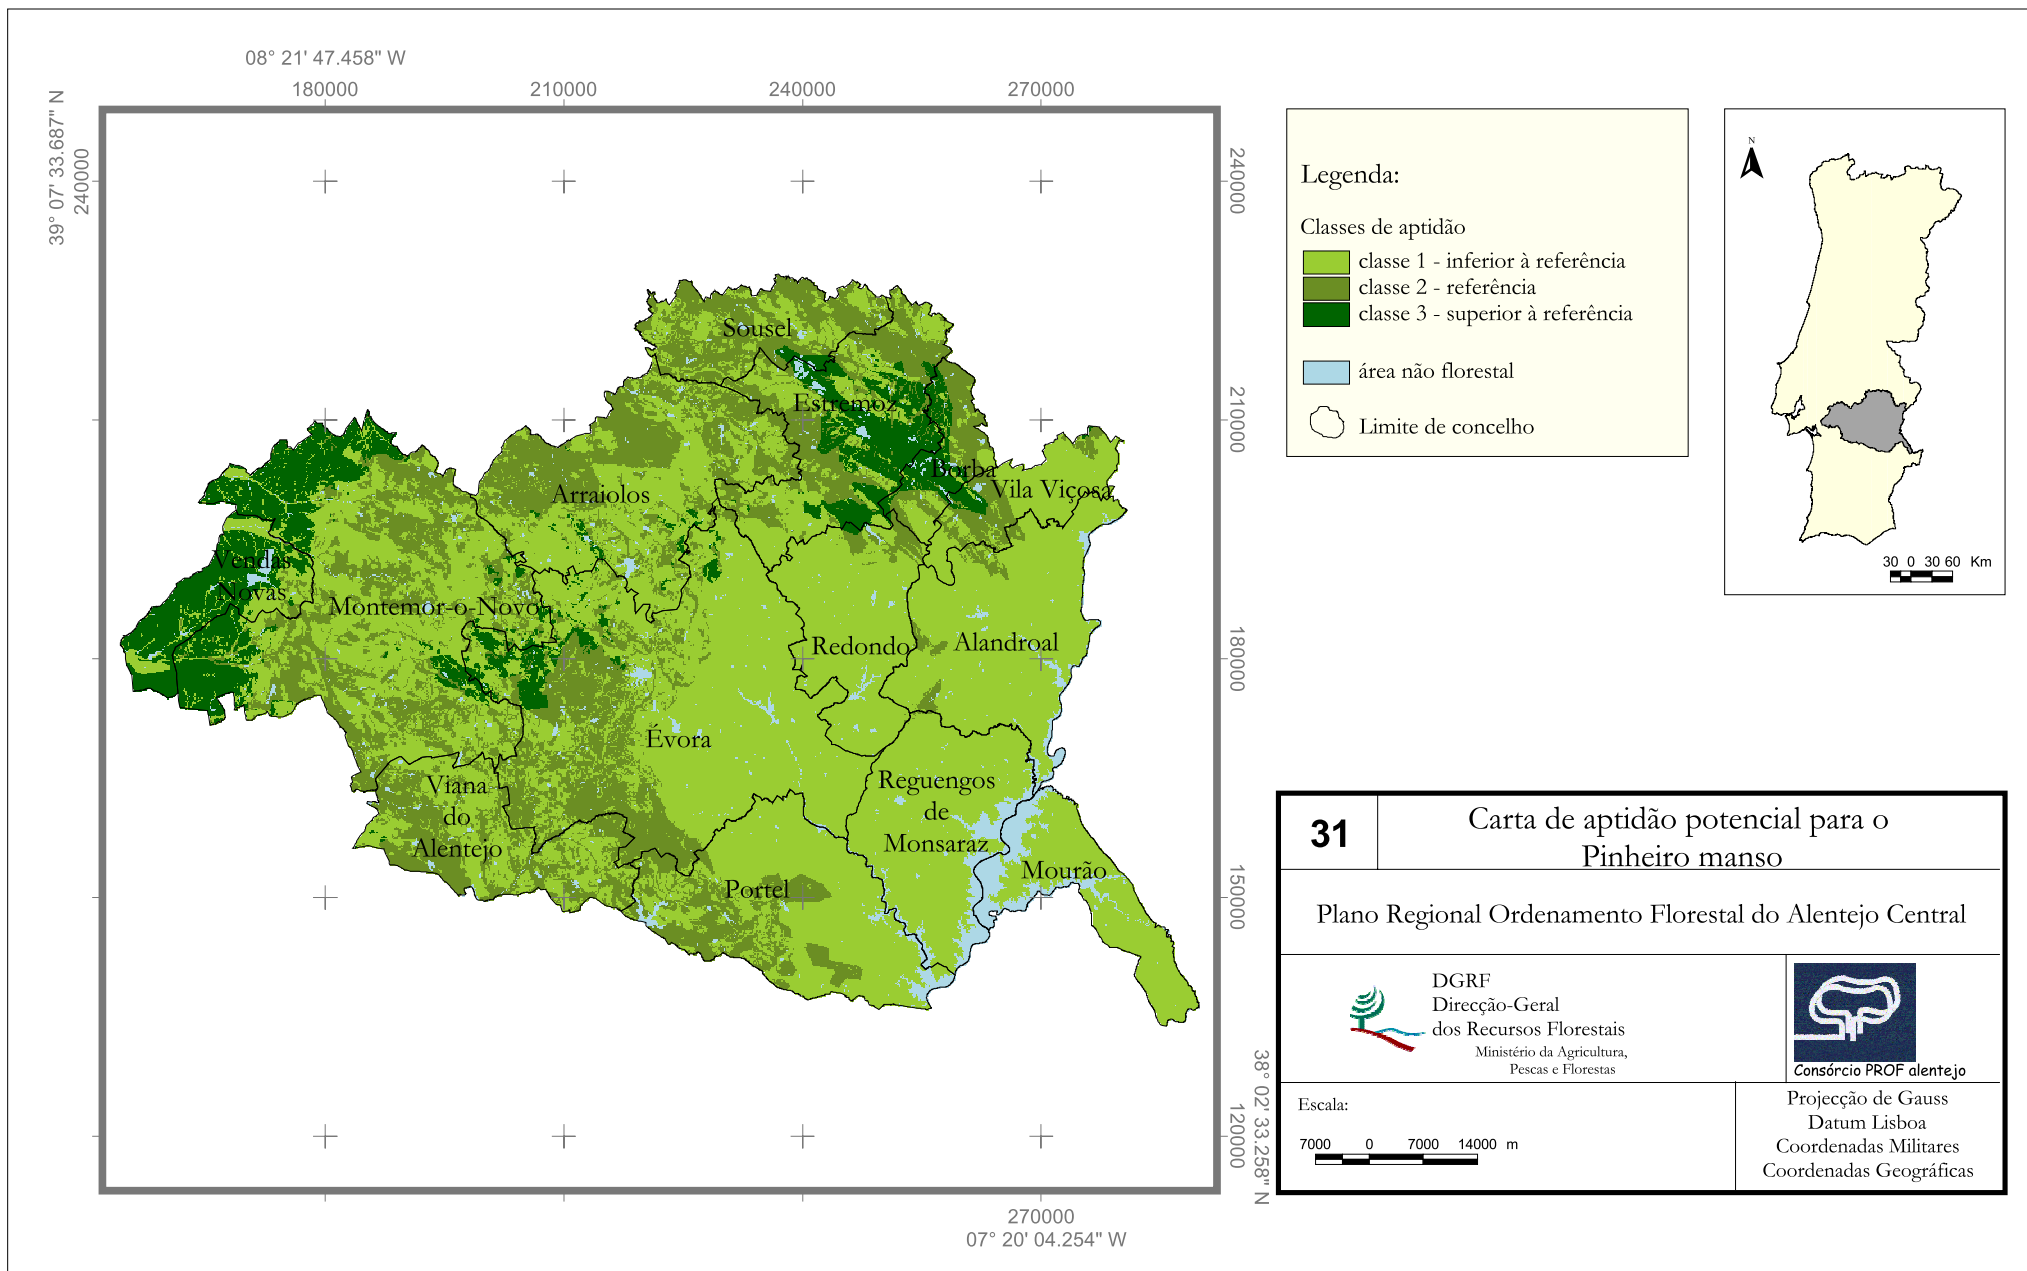 08° 21' 47.458" W
180000
210000
240000
270000
39° 07' 33.687" N
240000
240000
210000
180000
150000
120000
38° 02' 33.258" N
270000
07° 20' 04.254" W
Sousel
Estremoz
Borba
Vila Viçosa
Arraiolos
Vendas
Novas
Montemor-o-Novo
Redondo
Alandroal
Évora
Viana
do
Alentejo
Reguengos
de
Monsaraz
Mourão
Portel
Legenda:
Classes de aptidão
classe 1 - inferior à referência
classe 2 - referência
classe 3 - superior à referência
área não florestal
Limite de concelho
N
30 0 30 60 Km
31
Carta de aptidão potencial para o
Pinheiro manso
Plano Regional Ordenamento Florestal do Alentejo Central
DGRF
Direcção-Geral
dos Recursos Florestais
Ministério da Agricultura,
Pescas e Florestas
Consórcio PROF alentejo
Escala:
7000 0 7000 14000 m
Projecção de Gauss
Datum Lisboa
Coordenadas Militares
Coordenadas Geográficas